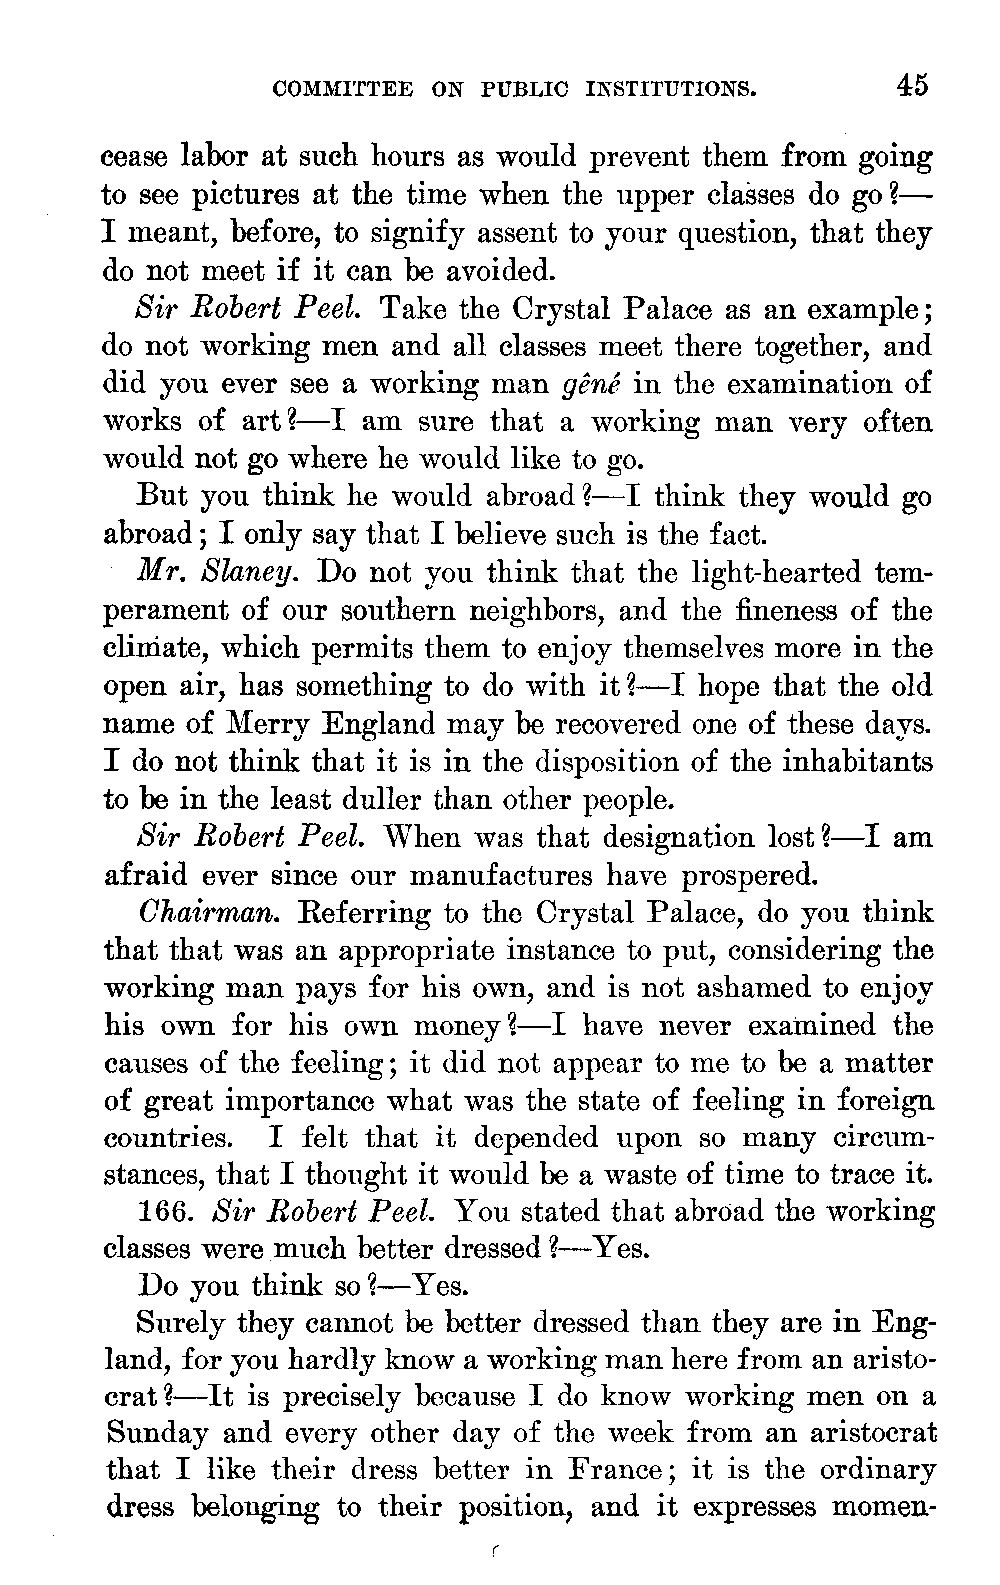 COMMITTEE ON PUBLIC INSTITUTIONS. 45
cease labor at such hours as would prevent them from going
to see pictures at the time when the upper classes do go?—
I meant, before, to signify assent to your question, that they
do not meet if it can be avoided.
Sir Robert Peel. Take the Crystal Palace as an example;
do not working men and all classes meet there together, and
did you ever see a working man gêné in the examination of
works of art?—I am sure that a working man very often
would not go where he would like to go.
But you think he would abroad?—I think they would go
abroad; I only say that I believe such is the fact.
Mr. Slaney. Do not you think that the light-hearted tem-
perament of our southern neighbors, and the fineness of the
climate, which permits them to enjoy themselves more in the
open air, has something to do with it?—I hope that the old
name of Merry England may be recovered one of these days.
I do not think that it is in the disposition of the inhabitants
to be in the least duller than other people.
Sir Robert Peel. When was that designation lost?—I am
afraid ever since our manufactures have prospered.
Chairman. Referring to the Crystal Palace, do you think
that that was an appropriate instance to put, considering the
working man pays for his own, and is not ashamed to enjoy
his own for his own money?—I have never examined the
causes of the feeling; it did not appear to me to be a matter
of great importance what was the state of feeling in foreign
countries. I felt that it depended upon so many circum-
stances, that I thought it would be a waste of time to trace it.
166. Sir Robert Peel. You stated that abroad the working
classes were much better dressed?—Yes.
Do you think so?—Yes.
Surely they cannot be better dressed than they are in Eng-
land, for you hardly know a working man here from an aristo-
crat?—It is precisely because I do know working men on a
Sunday and every other day of the week from an aristocrat
that I like their dress better in France; it is the ordinary
dress belonging to their position, and it expresses momen-